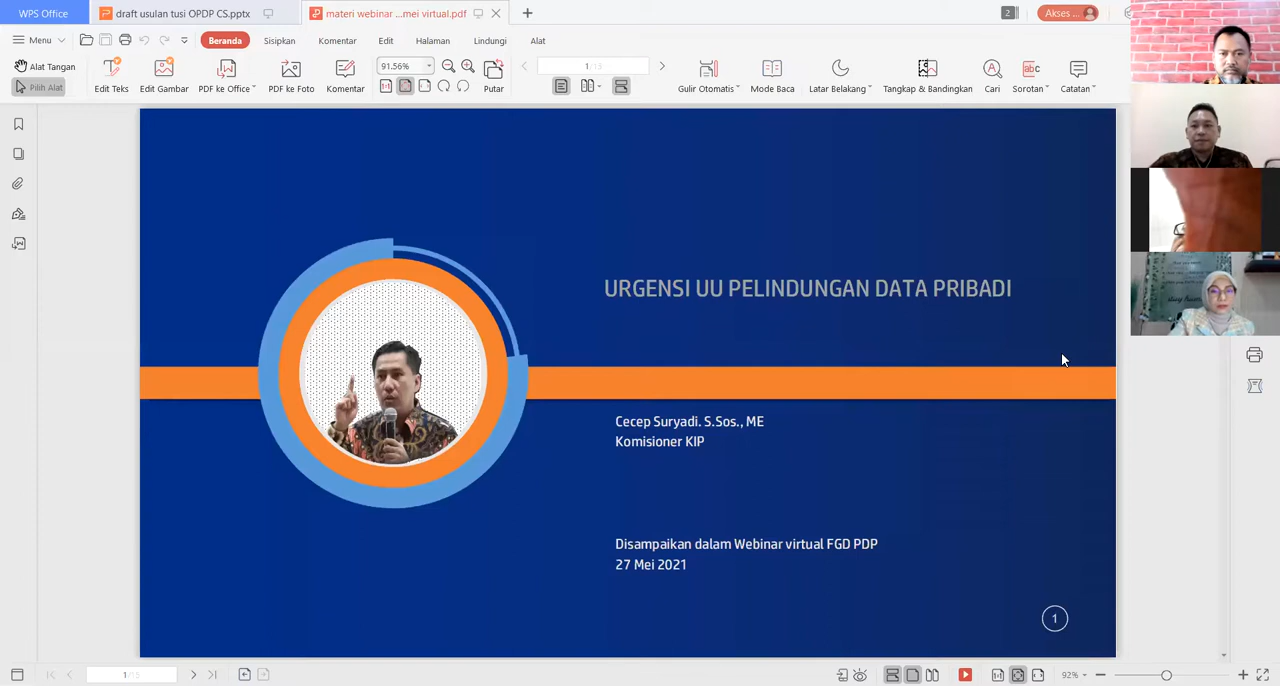 WPS Office
draft usulan tusi OPDP CS.pptx
materi webinar ...mei virtual.pdf
2
Akses ...
Menu
Beranda
Sisipkan
Komentar
Edit
Halaman
Lindungi
Alat
Alat Tangan
Pilih Alat
Edit Teks
Edit Gambar
PDF ke Office
PDF ke Foto
Komentar
91.56%
Putar
Gulir Otomatis
Mode Baca
Latar Belakang
Tangkap & Bandingkan
Cari
Sorotan
Catatan
URGENSI UU PELINDUNGAN DATA PRIBADI
Cecep Suryadi. S.Sos., ME
Komisioner KIP
Disampaikan dalam Webinar virtual FGD PDP
27 Mei 2021
1
1/15
92%